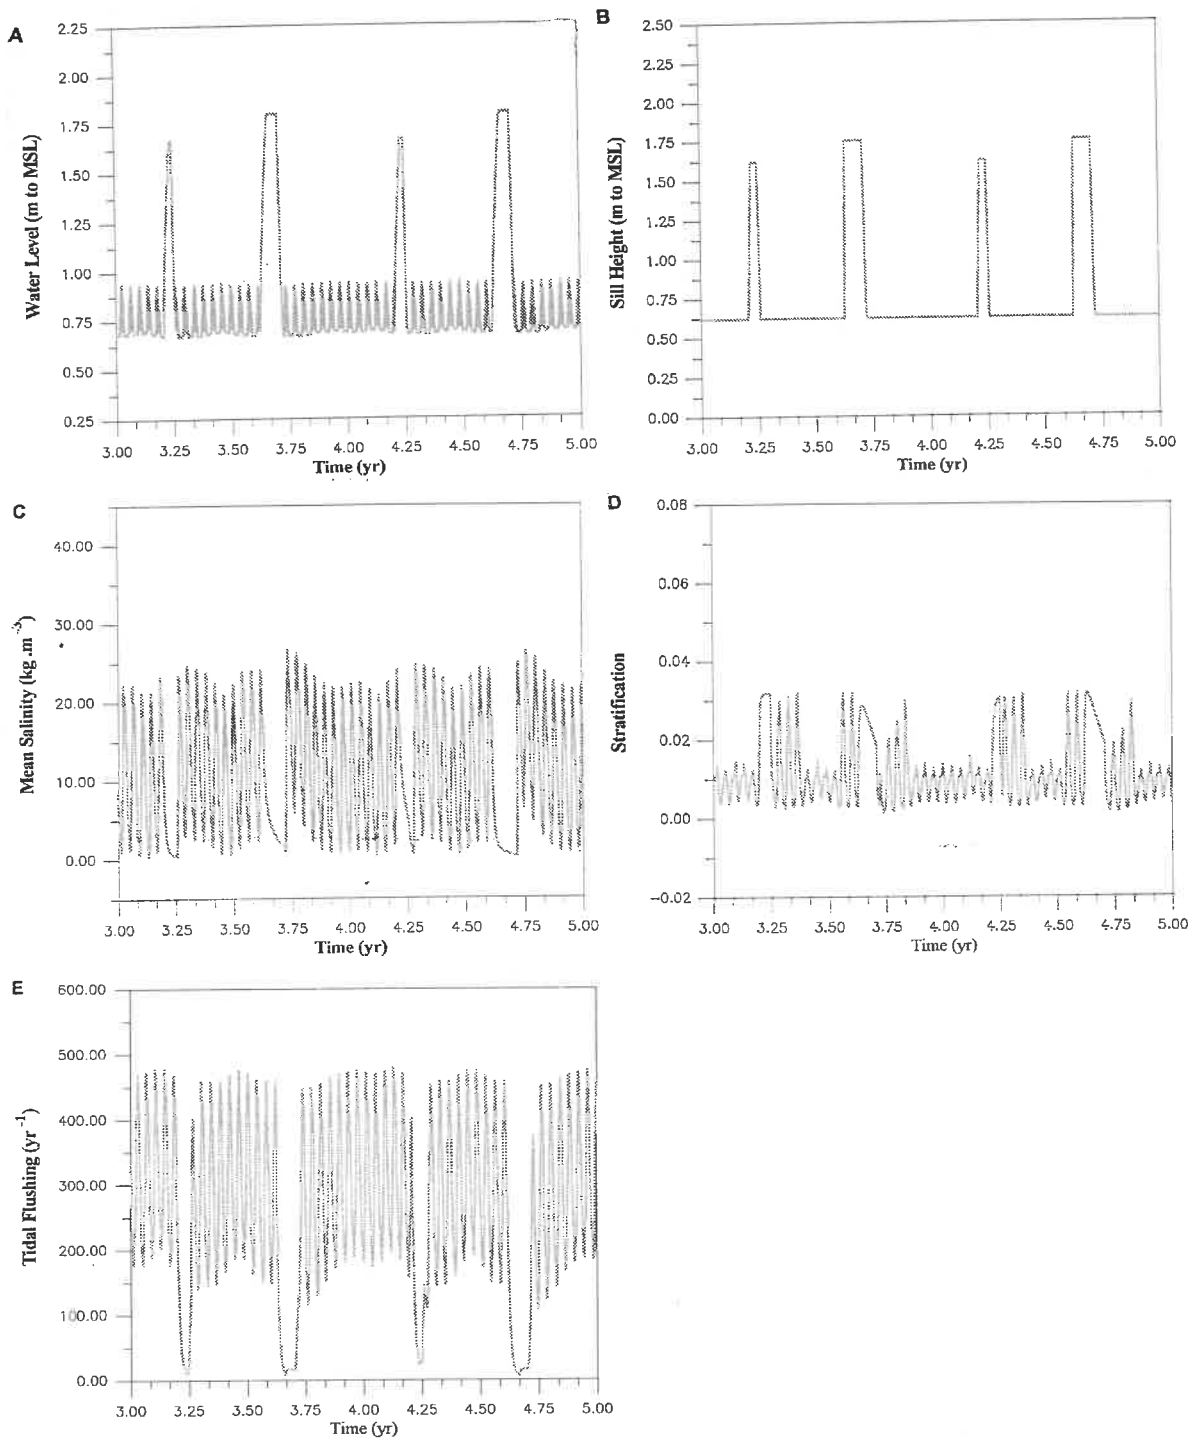 A
2.25
2.00
1.75
1.50
1.25
1.00
0.75
0.50
0.25
Water Level (m to MSL)
3.00 3.25 3.50 3.75 4.00 4.25 4.50 4.75 5.00
Time (yr)
B
2.50
2.25
2.00
1.75
1.50
1.25
1.00
0.75
0.50
0.25
0.00
Sill Height (m to MSL)
3.00 3.25 3.50 3.75 4.00 4.25 4.50 4.75 5.00
Time (yr)
C
40.00
30.00
20.00
10.00
0.00
Mean Salinity (kg .m⁻³)
3.00 3.25 3.50 3.75 4.00 4.25 4.50 4.75 5.00
Time (yr)
D
0.08
0.06
0.04
0.02
0.00
−0.02
Stratification
3.00 3.25 3.50 3.75 4.00 4.25 4.50 4.75 5.00
Time (yr)
E
600.00
500.00
400.00
300.00
200.00
100.00
0.00
Tidal Flushing (yr⁻¹)
3.00 3.25 3.50 3.75 4.00 4.25 4.50 4.75 5.00
Time (yr)